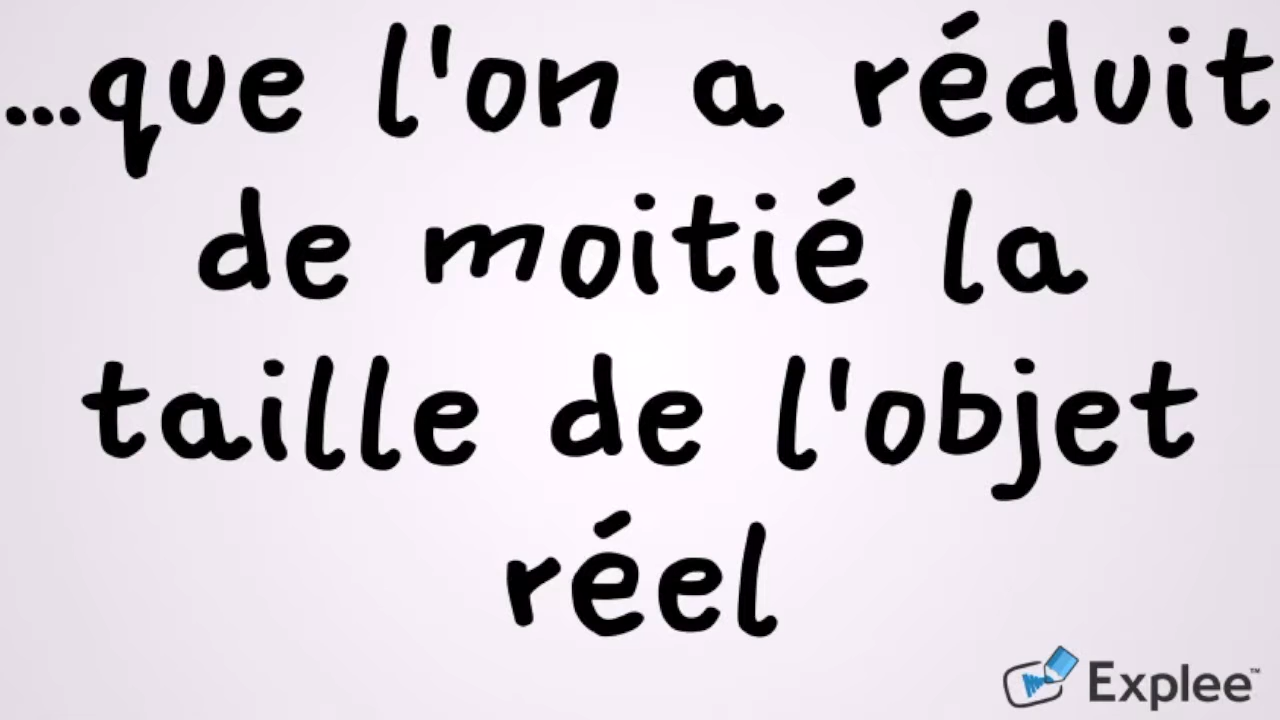 ...que l'on a réduit
de moitié la
taille de l'objet
réel
Explee™